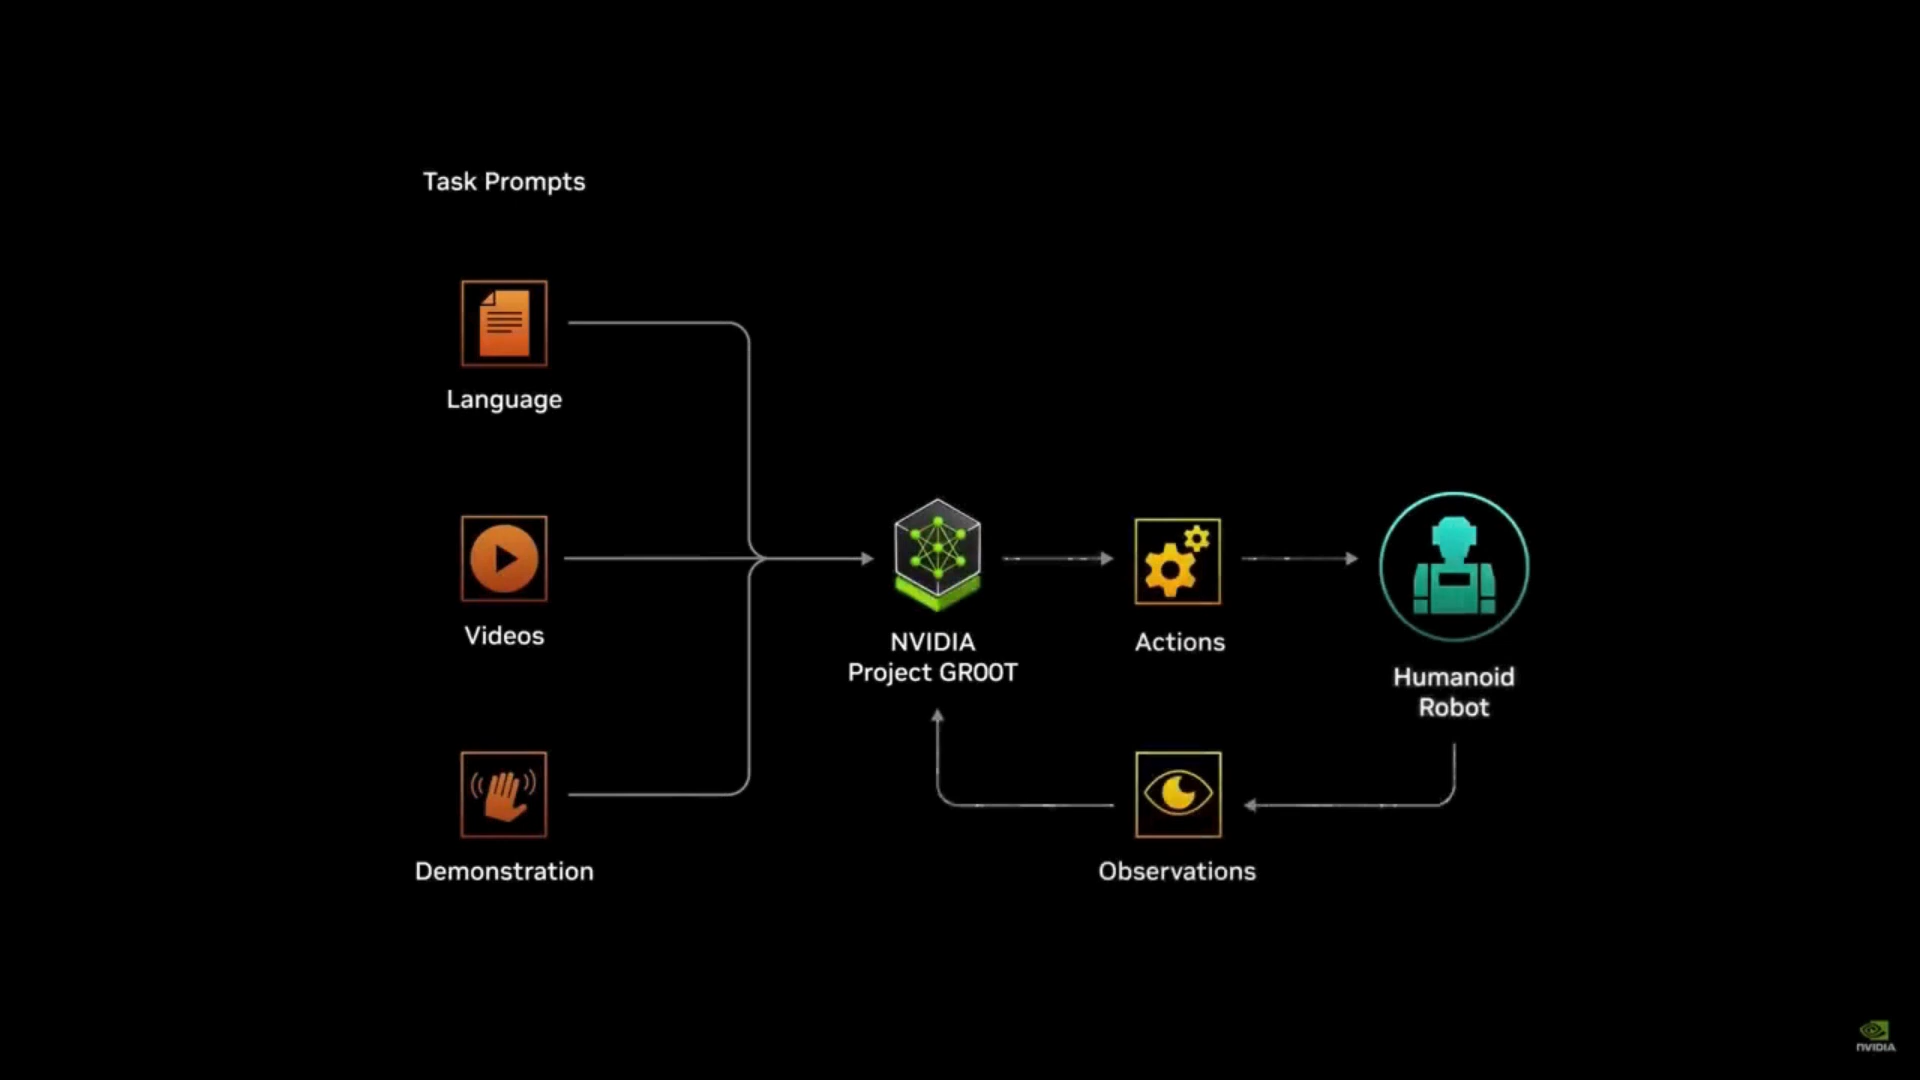 Task Prompts
Language
Videos
Demonstration
NVIDIA
Project GR00T
Actions
Humanoid
Robot
Observations
NVIDIA